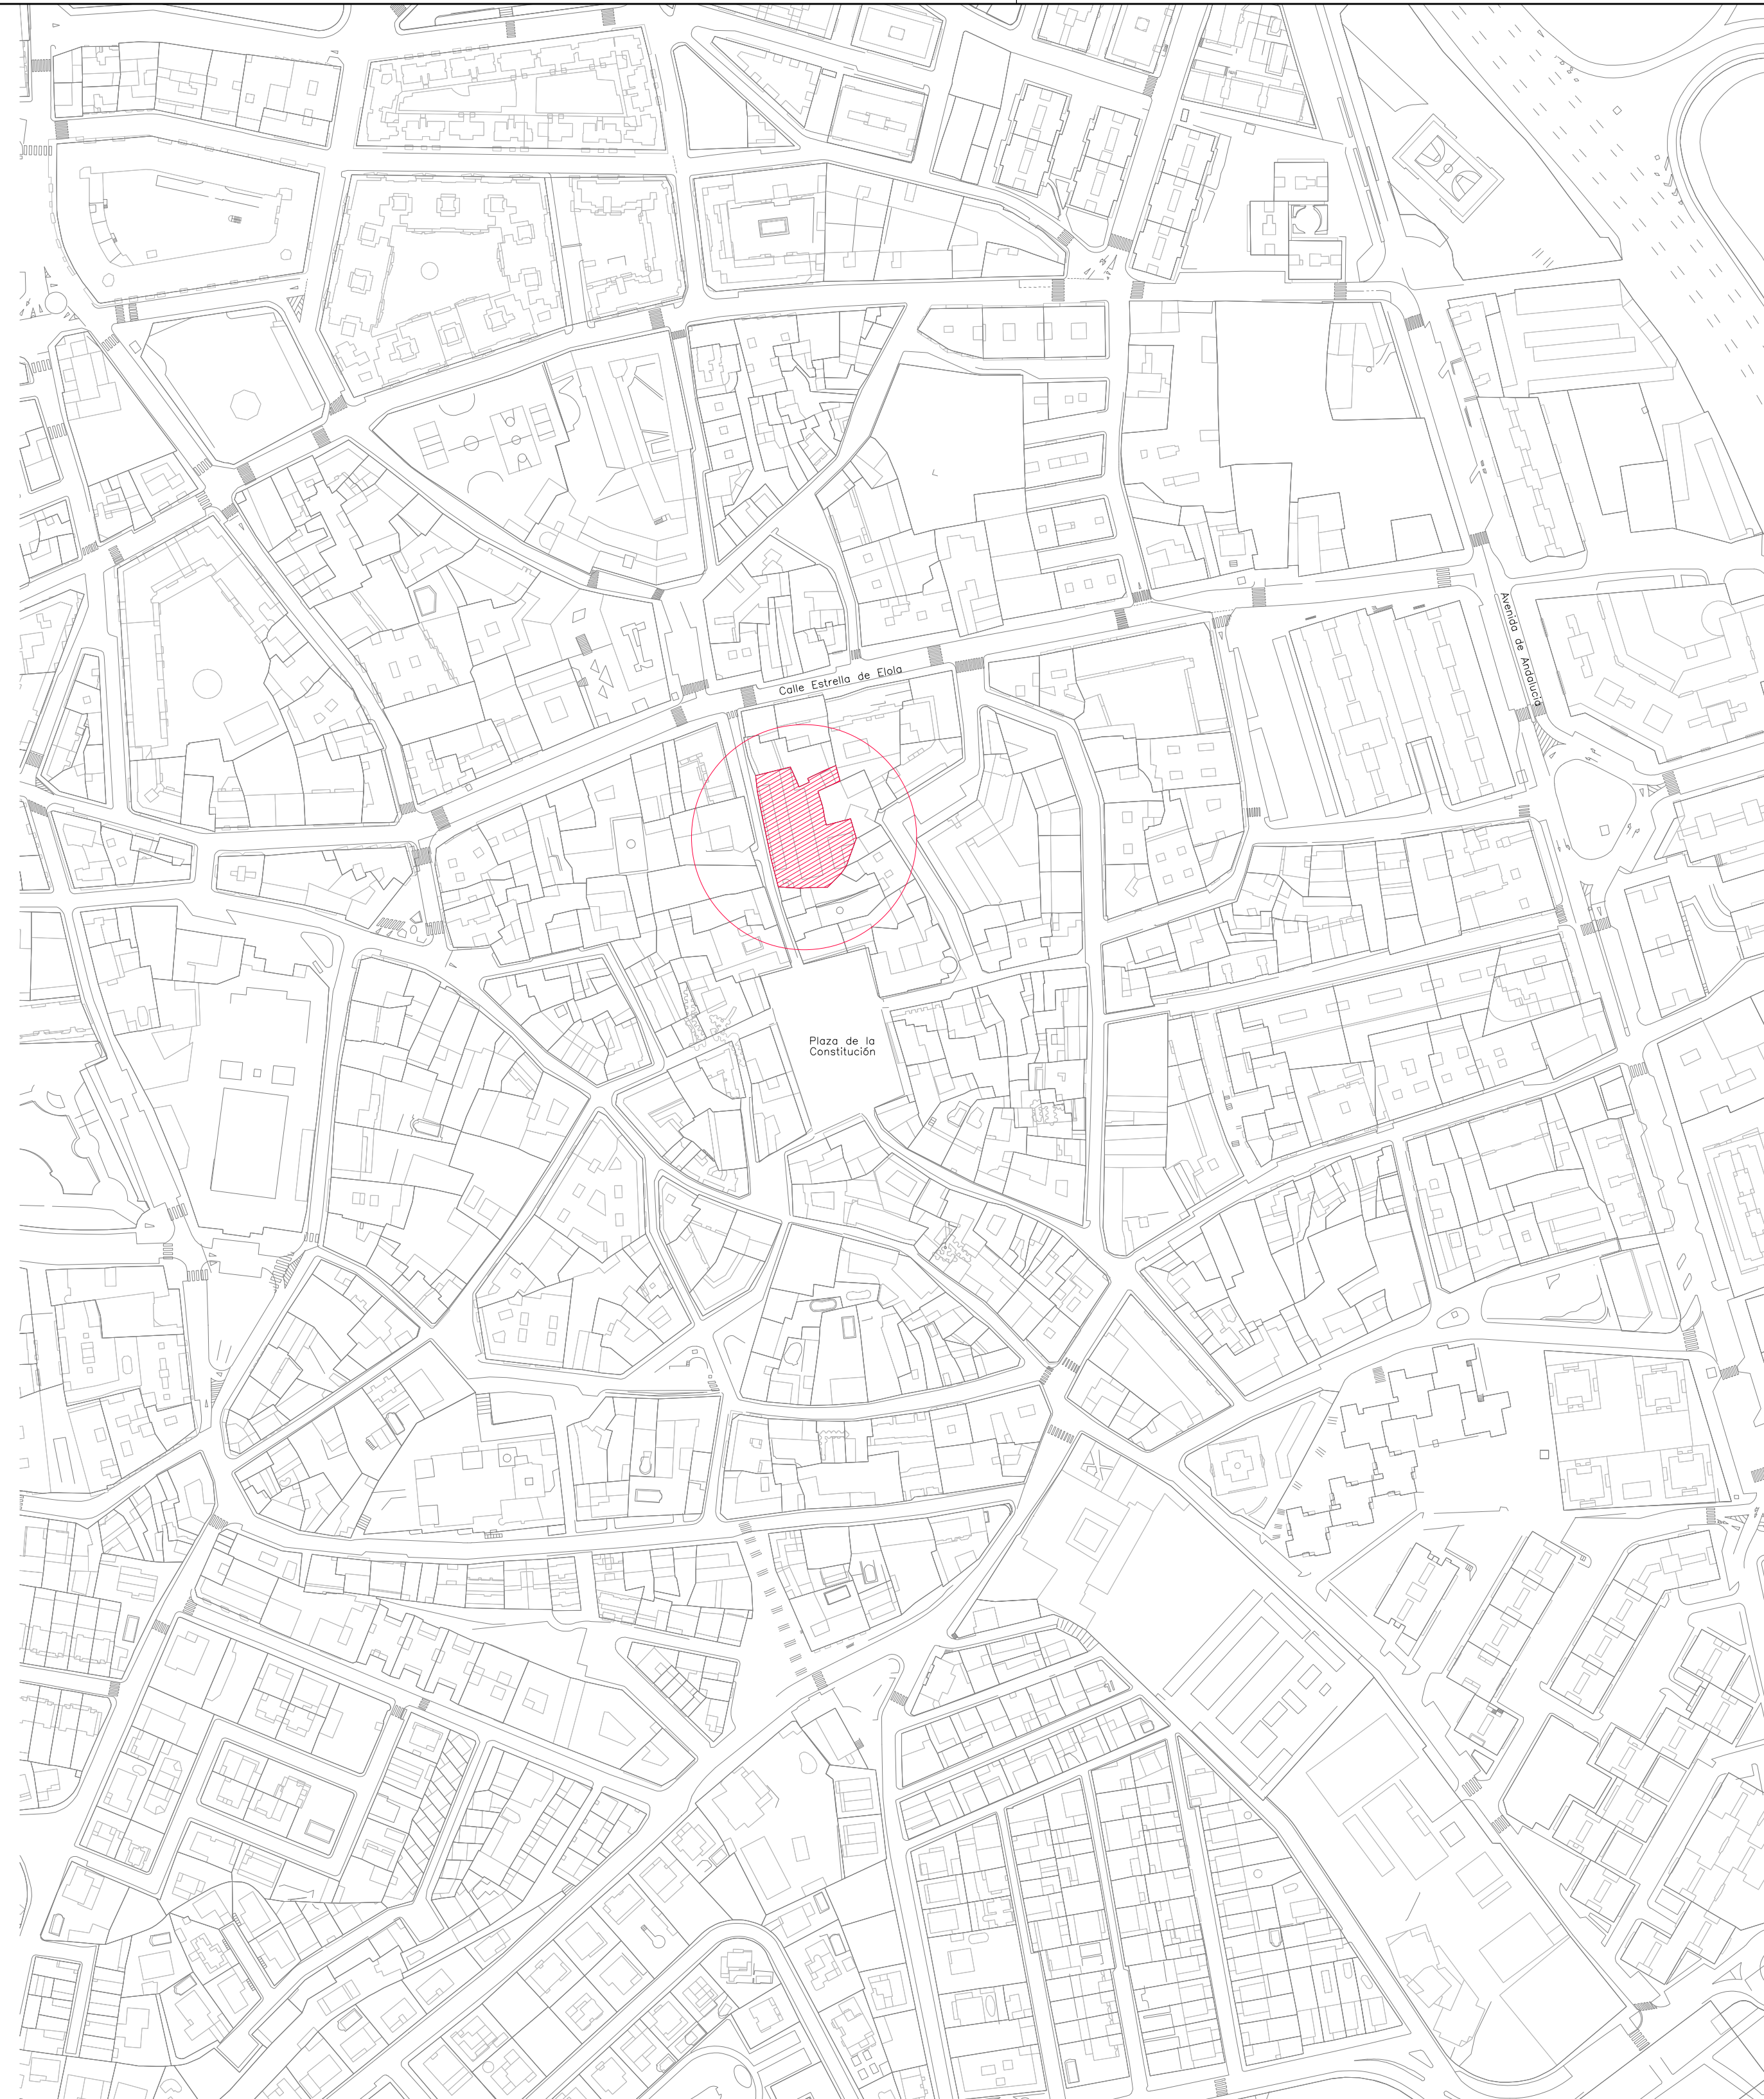 Avenida de Andalucía
Calle Estrella de Elola
Plaza de la
Constitución